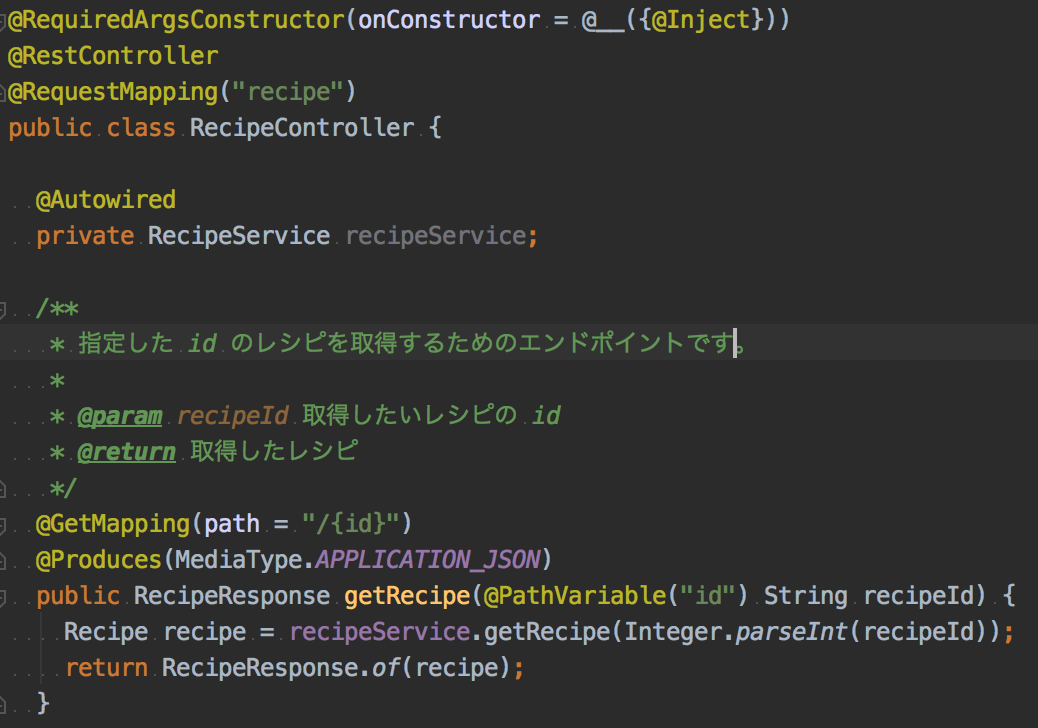 @RequiredArgsConstructor(onConstructor = @__({@Inject}))
@RestController
@RequestMapping("recipe")
public class RecipeController {
@Autowired
private RecipeService recipeService;
/**
* 指定した id のレシピを取得するためのエンドポイントです。
*
* @param recipeId 取得したいレシピの id
* @return 取得したレシピ
*/
@GetMapping(path = "/{id}")
@Produces(MediaType.APPLICATION_JSON)
public RecipeResponse getRecipe(@PathVariable("id") String recipeId) {
Recipe recipe = recipeService.getRecipe(Integer.parseInt(recipeId));
return RecipeResponse.of(recipe);
}